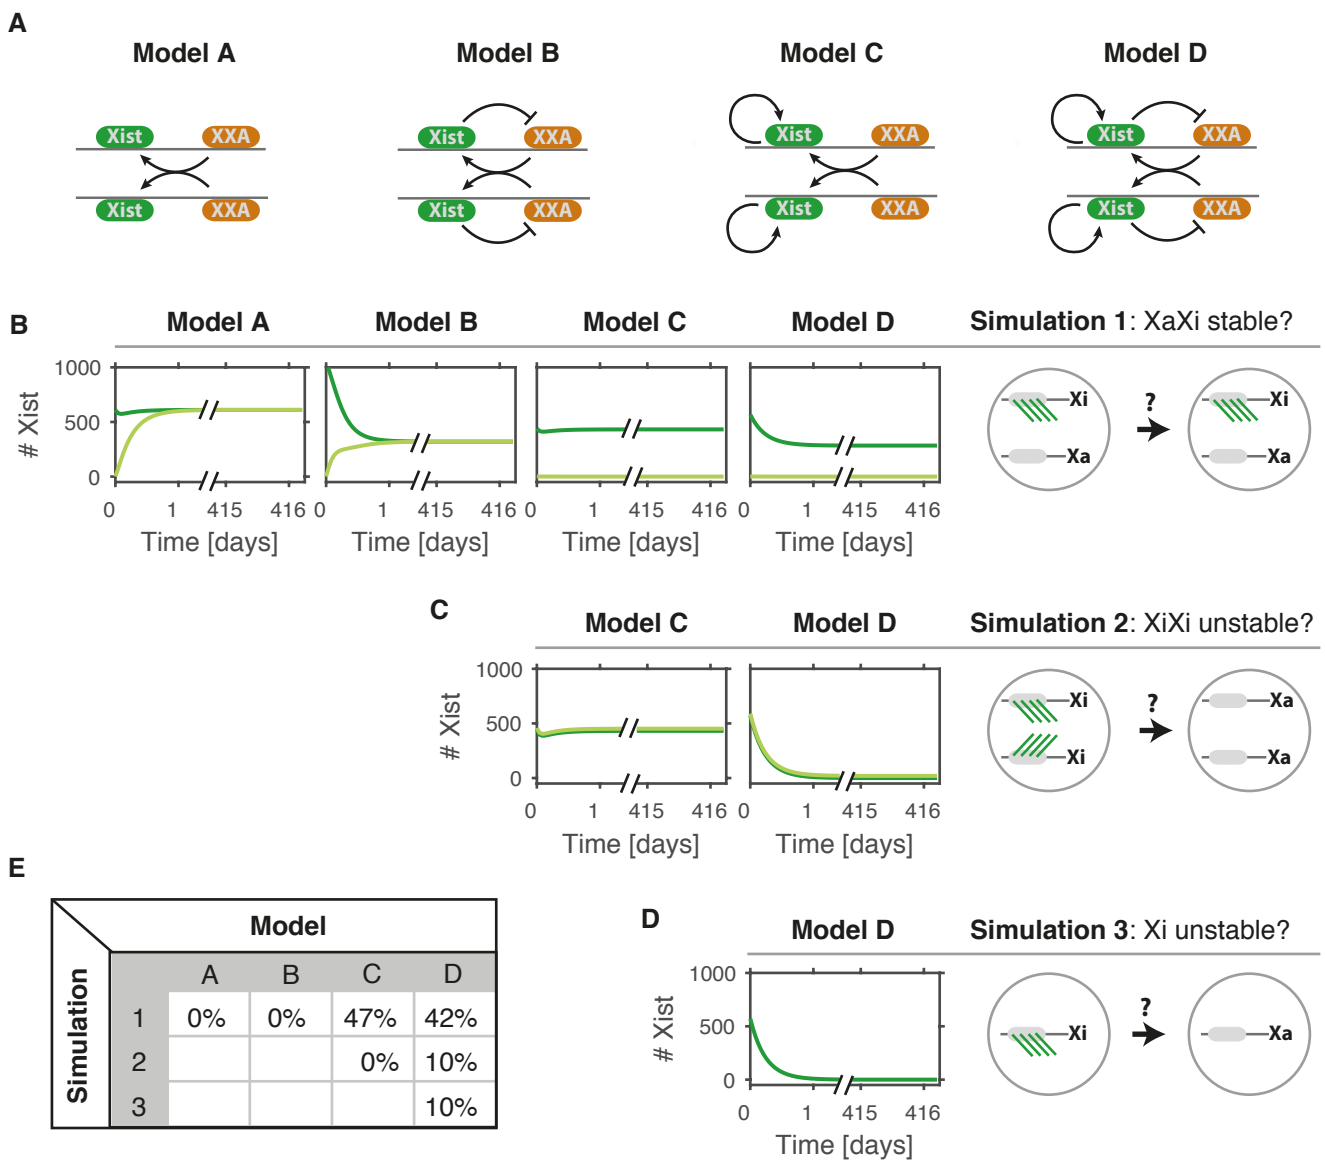 A
Model A Model B Model C Model D
Xist XXA Xist XXA Xist XXA Xist XXA
Xist XXA Xist XXA Xist XXA Xist XXA
B Model A Model B Model C Model D Simulation 1: XaXi stable?
# Xist
1000
500
0
0 1 415 416 0 1 415 416 0 1 415 416 0 1 415 416
Time [days] Time [days] Time [days] Time [days]
Xi ? Xi
Xa Xa
C Model C Model D Simulation 2: XiXi unstable?
# Xist
1000
500
0
0 1 415 416 0 1 415 416
Time [days] Time [days]
Xi ? Xa
Xi Xa
E
Model
Simulation
A B C D
1 0% 0% 47% 42%
2 0% 10%
3 10%
D Model D Simulation 3: Xi unstable?
# Xist
1000
500
0
0 1 415 416
Time [days]
Xi ? Xa